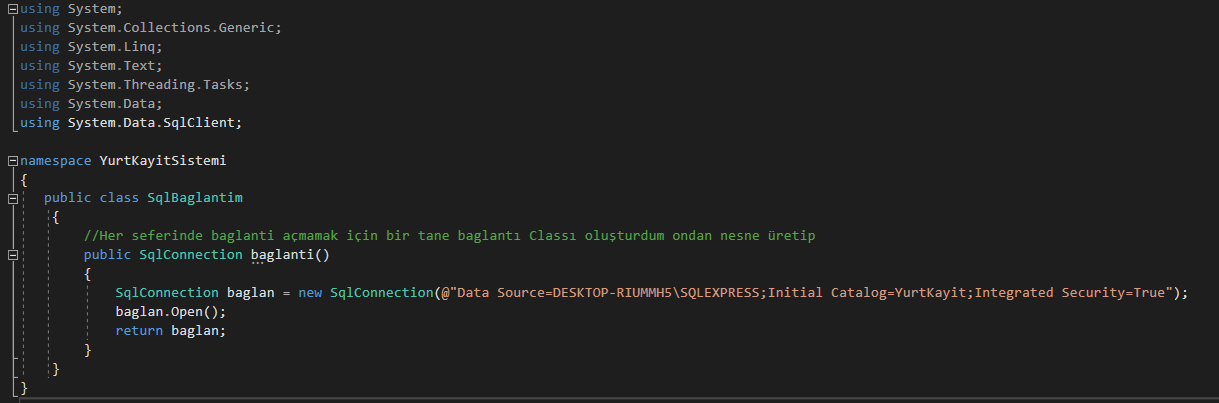 using System;
using System.Collections.Generic;
using System.Linq;
using System.Text;
using System.Threading.Tasks;
using System.Data;
using System.Data.SqlClient;
namespace YurtKayitSistemi
{
public class SqlBaglantim
{
//Her seferinde baglanti açmamak için bir tane baglantı Classı oluşturdum ondan nesne üretip
public SqlConnection baglanti()
{
SqlConnection baglan = new SqlConnection(@"Data Source=DESKTOP-RIUMMH5\SQLEXPRESS;Initial Catalog=YurtKayit;Integrated Security=True");
baglan.Open();
return baglan;
}
}
}